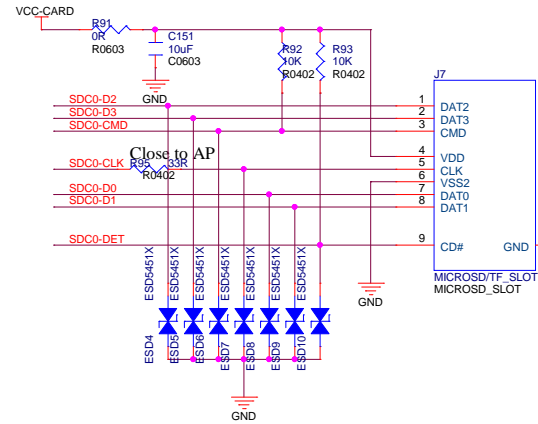 VCC-CARD
R91
0R
R0603
C151
10uF
C0603
GND
R92
10K
R0402
R93
10K
R0402
J7
SDC0-D2
1
DAT2
SDC0-D3
2
DAT3
SDC0-CMD
3
CMD
Close to AP
4
VDD
SDC0-CLK
R95
33R
R0402
5
CLK
6
VSS2
SDC0-D0
7
DAT0
SDC0-D1
8
DAT1
SDC0-DET
9
CD#
GND
MICROSD/TF_SLOT
MICROSD_SLOT
GND
ESD5451X
ESD5451X
ESD5451X
ESD5451X
ESD5451X
ESD5451X
ESD5451X
ESD4
ESD5
ESD6
ESD7
ESD8
ESD9
ESD10
GND